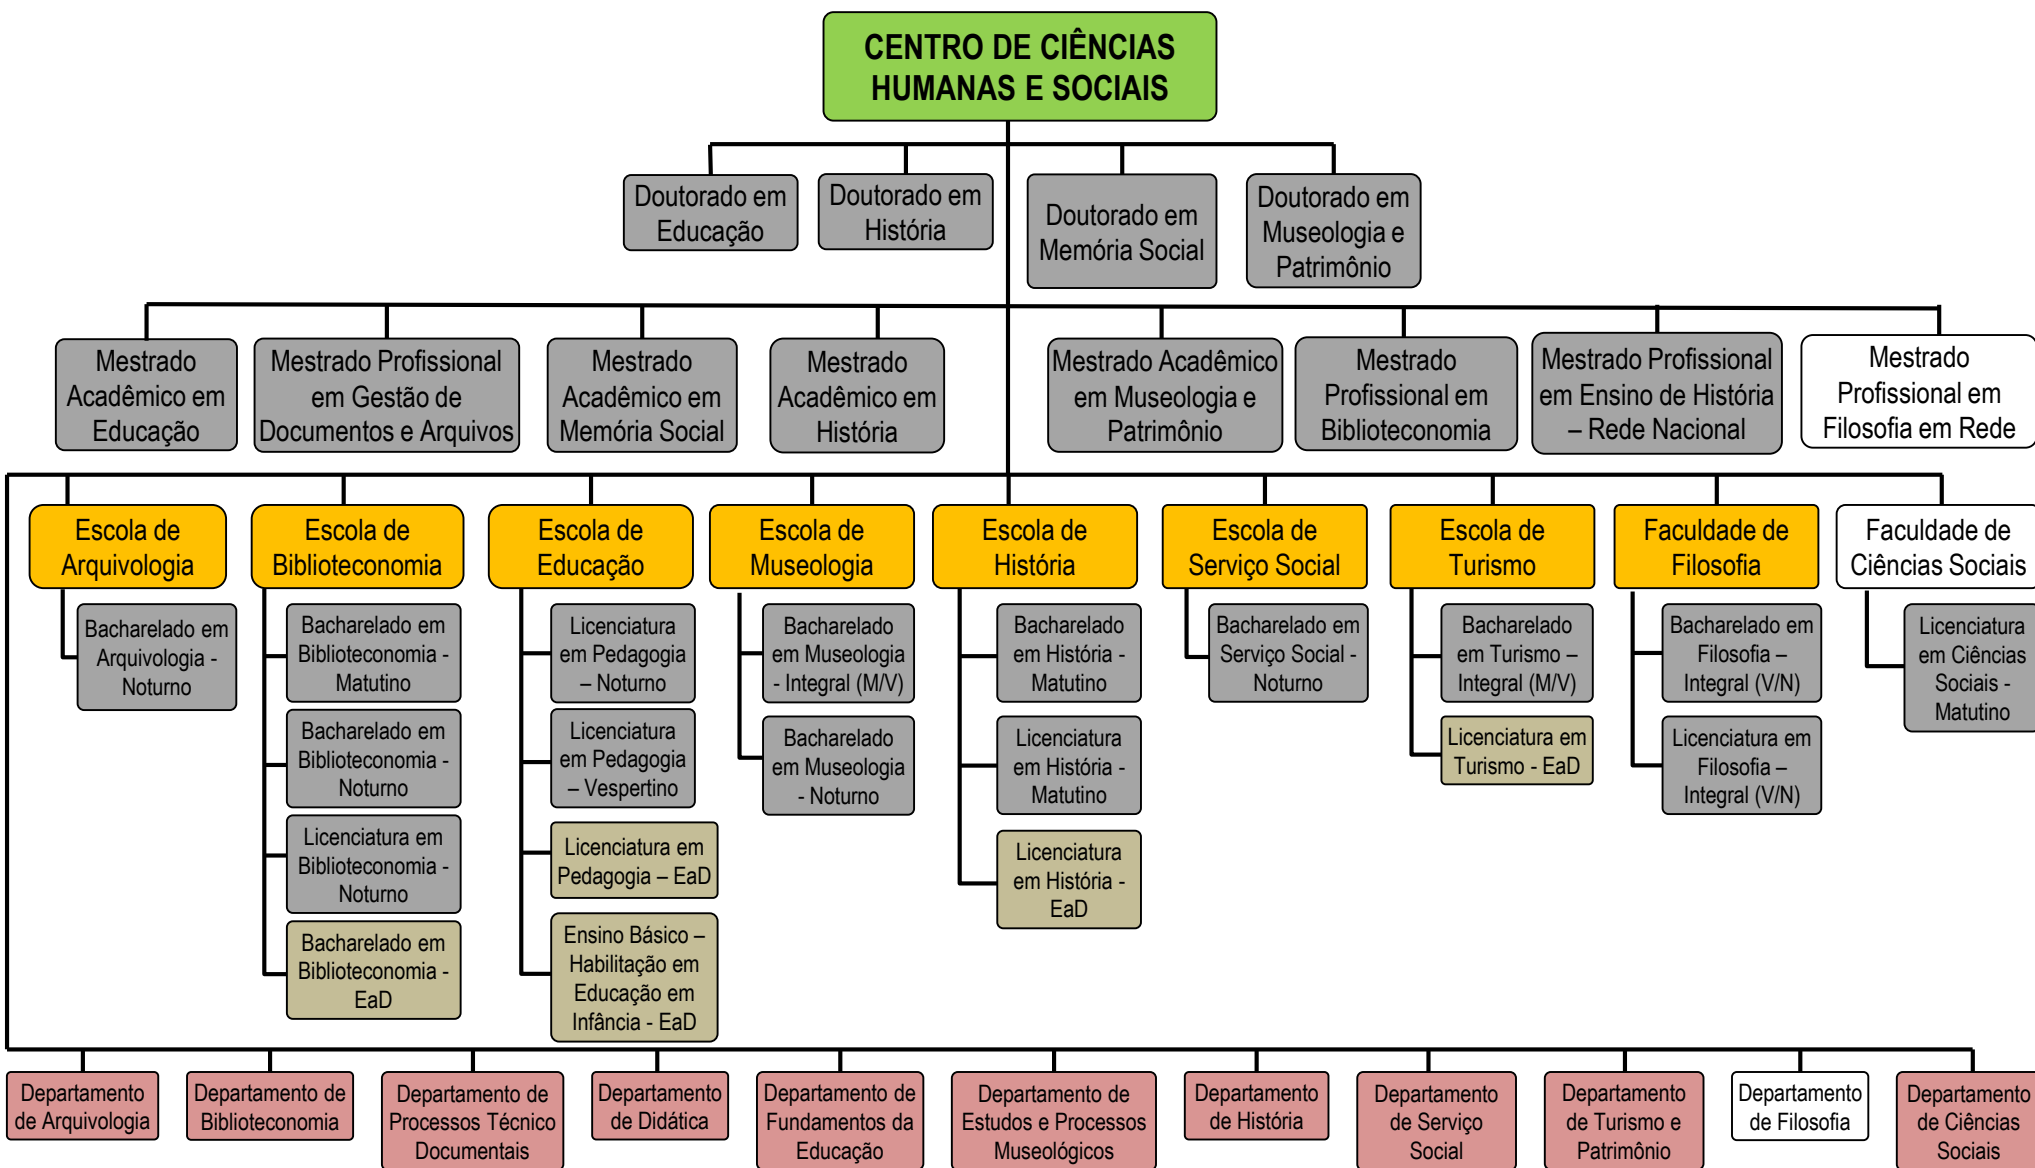 CENTRO DE CIÊNCIAS
HUMANAS E SOCIAIS
Doutorado em
Educação
Doutorado em
História
Doutorado em
Memória Social
Doutorado em
Museologia e
Patrimônio
Mestrado
Acadêmico em
Educação
Mestrado Profissional
em Gestão de
Documentos e Arquivos
Mestrado
Acadêmico em
Memória Social
Mestrado
Acadêmico em
História
Mestrado Acadêmico
em Museologia e
Patrimônio
Mestrado
Profissional em
Biblioteconomia
Mestrado Profissional
em Ensino de História
– Rede Nacional
Mestrado
Profissional em
Filosofia em Rede
Escola de
Arquivologia
Escola de
Biblioteconomia
Escola de
Educação
Escola de
Museologia
Escola de
História
Escola de
Serviço Social
Escola de
Turismo
Faculdade de
Filosofia
Faculdade de
Ciências Sociais
Bacharelado em
Arquivologia -
Noturno
Bacharelado em
Biblioteconomia -
Matutino
Bacharelado em
Biblioteconomia -
Noturno
Licenciatura em
Biblioteconomia -
Noturno
Bacharelado em
Biblioteconomia -
EaD
Licenciatura
em Pedagogia
– Noturno
Licenciatura
em Pedagogia
– Vespertino
Licenciatura em
Pedagogia – EaD
Ensino Básico –
Habilitação em
Educação em
Infância - EaD
Bacharelado
em Museologia
- Integral (M/V)
Bacharelado
em Museologia
- Noturno
Bacharelado
em História -
Matutino
Licenciatura
em História -
Matutino
Licenciatura
em História -
EaD
Bacharelado em
Serviço Social -
Noturno
Bacharelado
em Turismo –
Integral (M/V)
Licenciatura em
Turismo - EaD
Bacharelado em
Filosofia –
Integral (V/N)
Licenciatura em
Filosofia –
Integral (V/N)
Licenciatura
em Ciências
Sociais -
Matutino
Departamento
de Arquivologia
Departamento de
Biblioteconomia
Departamento de
Processos Técnico
Documentais
Departamento
de Didática
Departamento de
Fundamentos da
Educação
Departamento de
Estudos e Processos
Museológicos
Departamento
de História
Departamento
de Serviço
Social
Departamento
de Turismo e
Patrimônio
Departamento
de Filosofia
Departamento
de Ciências
Sociais